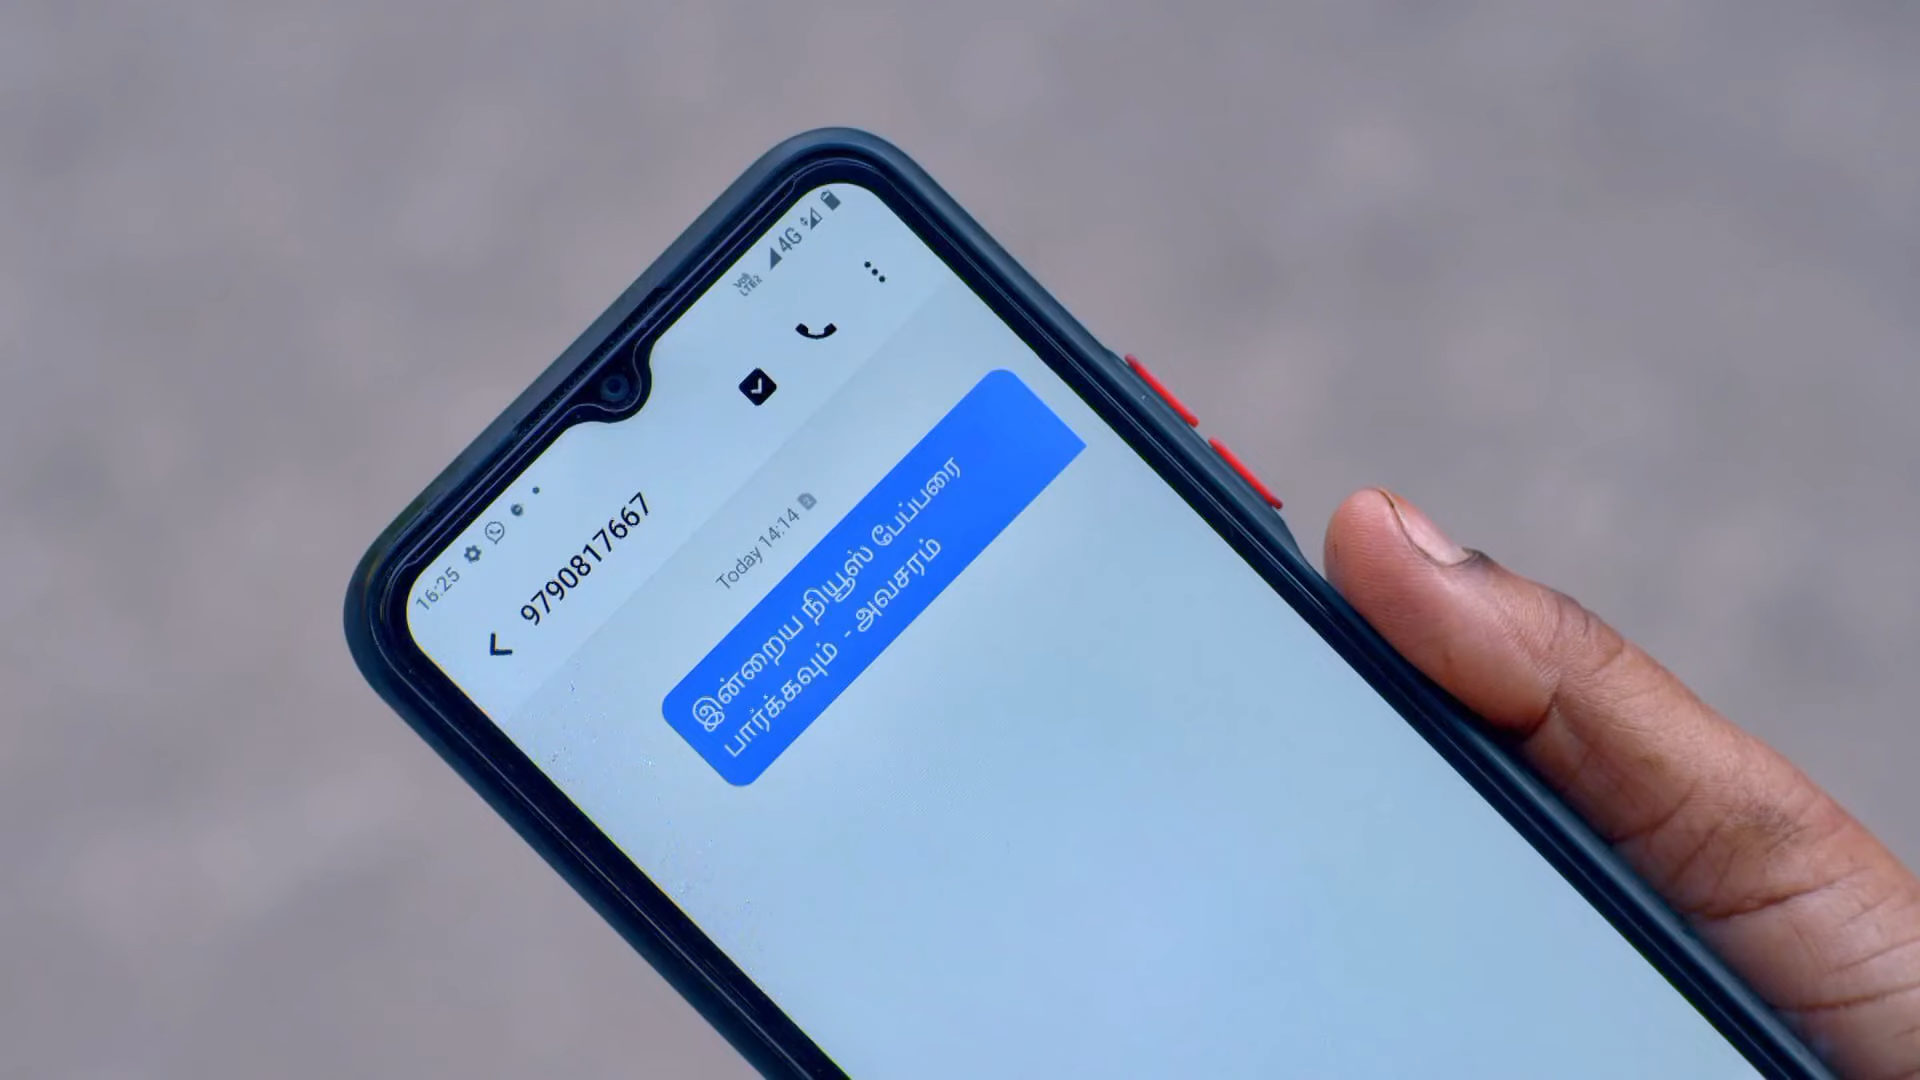 16:25
4G
9790817667
Today 14:14
இன்றைய நியூஸ் பேப்பரை
பார்க்கவும் - அவசரம்